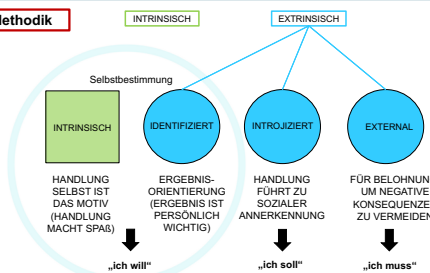 ethodik
INTRINSISCH
EXTRINSISCH
Selbstbestimmung
INTRINSISCH
IDENTIFIZIERT
INTROJIZIERT
EXTERNAL
HANDLUNG
SELBST IST
DAS MOTIV
(HANDLUNG
MACHT SPAß)
ERGEBNIS-
ORIENTIERUNG
(ERGEBNIS IST
PERSÖNLICH
WICHTIG)
HANDLUNG
FÜHRT ZU
SOZIALER
ANNERKENNUNG
FÜR BELOHNUN
UM NEGATIVE
KONSEQUENZE
ZU VERMEIDEN
„ich will“
„ich soll“
„ich muss“